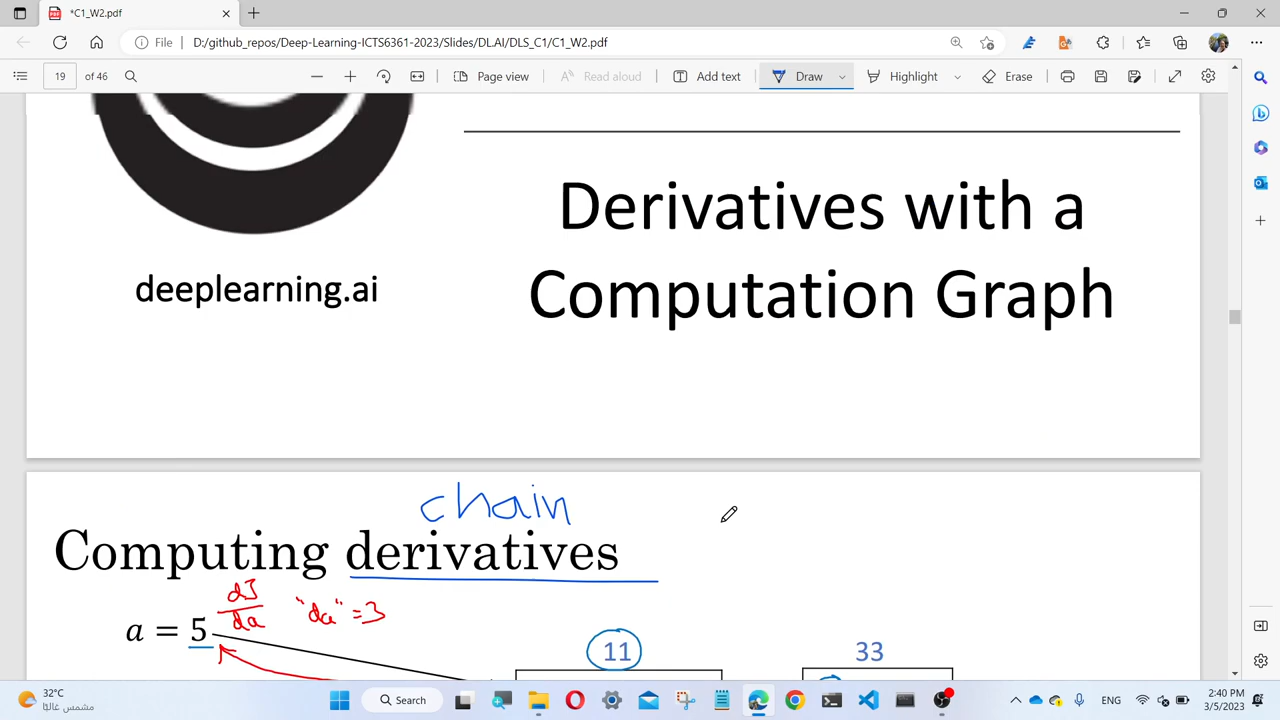 *C1_W2.pdf
File
D:/github_repos/Deep-Learning-ICTS6361-2023/Slides/DL.AI/DLS_C1/C1_W2.pdf
19 of 46
Page view
Read aloud
Add text
Draw
Highlight
Erase
deeplearning.ai
Derivatives with a
Computation Graph
chain
Computing derivatives
dJ
da
"da" = 3
a = 5
11
33
32°C
مشمس غالبًا
Search
ENG
2:40 PM
3/5/2023